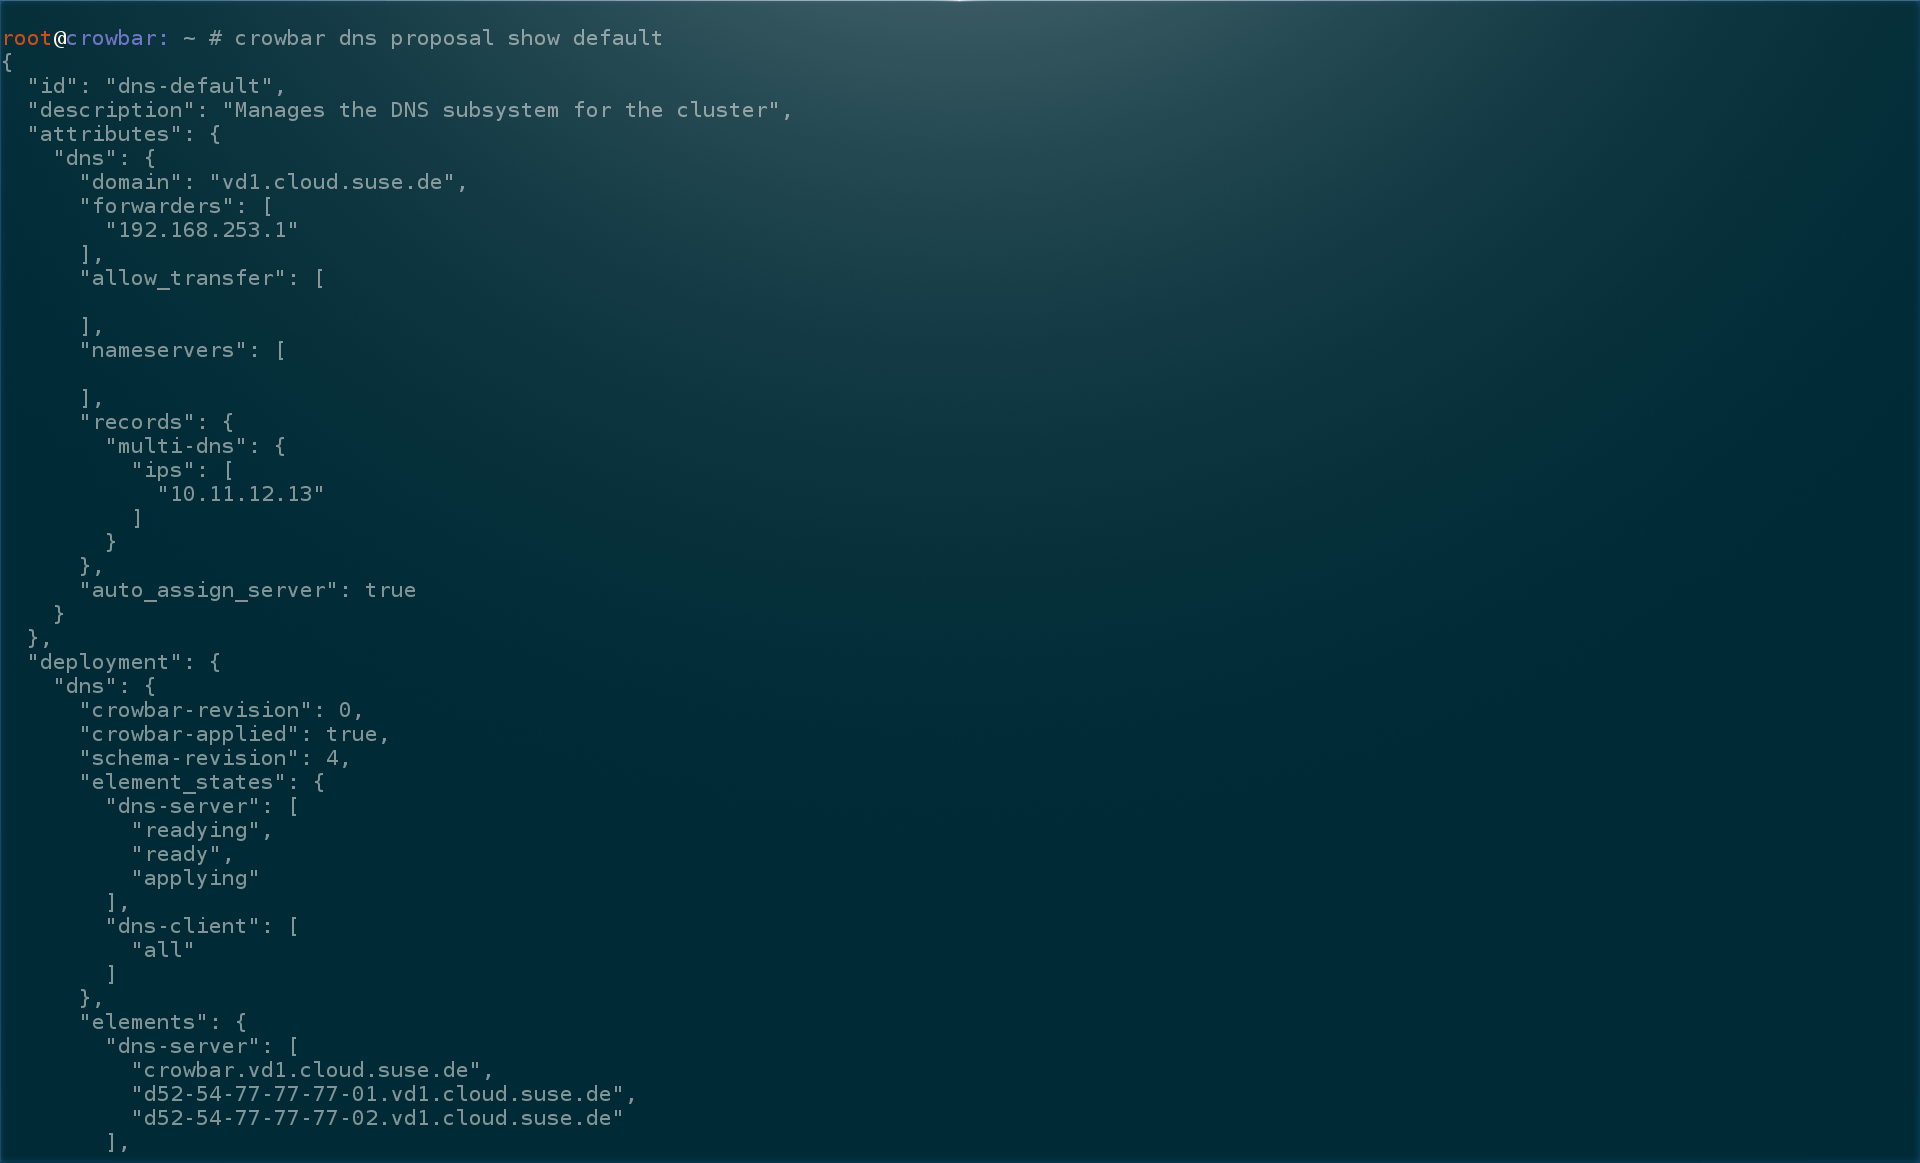 root@crowbar: ~ # crowbar dns proposal show default
{
  "id": "dns-default",
  "description": "Manages the DNS subsystem for the cluster",
  "attributes": {
    "dns": {
      "domain": "vd1.cloud.suse.de",
      "forwarders": [
        "192.168.253.1"
      ],
      "allow_transfer": [

      ],
      "nameservers": [

      ],
      "records": {
        "multi-dns": {
          "ips": [
            "10.11.12.13"
          ]
        }
      },
      "auto_assign_server": true
    }
  },
  "deployment": {
    "dns": {
      "crowbar-revision": 0,
      "crowbar-applied": true,
      "schema-revision": 4,
      "element_states": {
        "dns-server": [
          "readying",
          "ready",
          "applying"
        ],
        "dns-client": [
          "all"
        ]
      },
      "elements": {
        "dns-server": [
          "crowbar.vd1.cloud.suse.de",
          "d52-54-77-77-77-01.vd1.cloud.suse.de",
          "d52-54-77-77-77-02.vd1.cloud.suse.de"
        ],